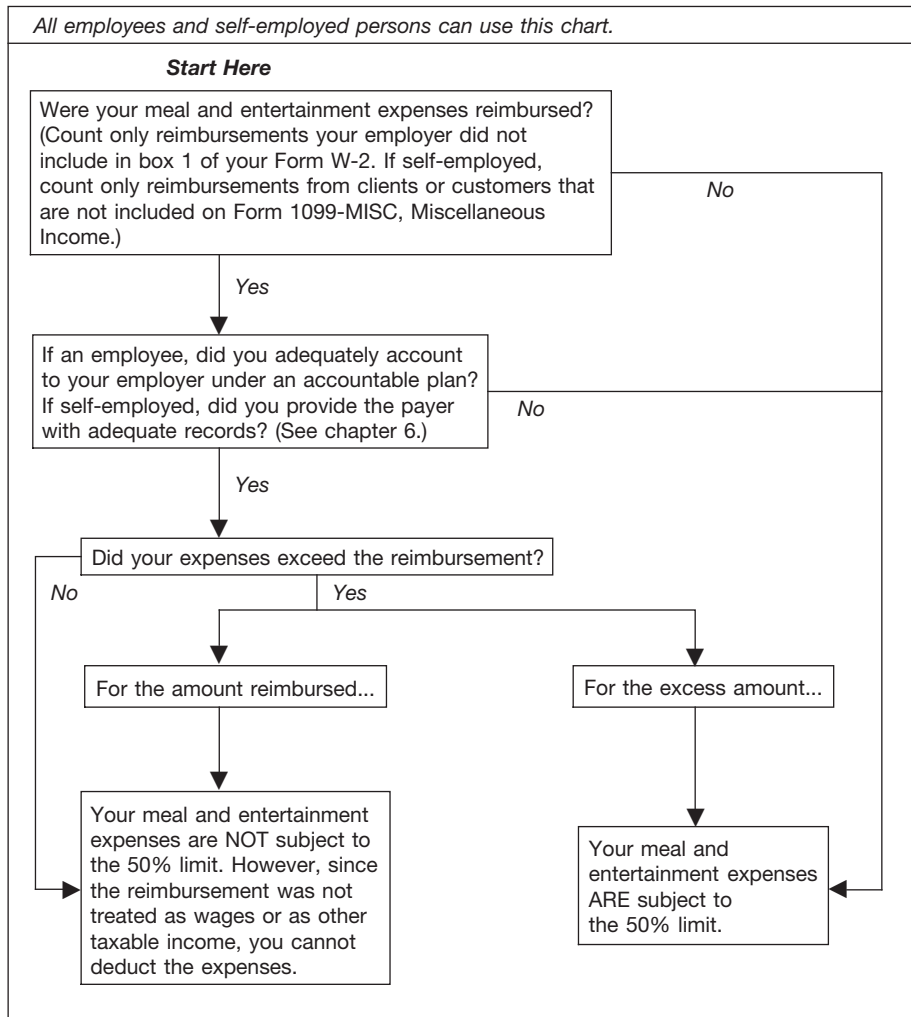 All employees and self-employed persons can use this chart.
Start Here
Were your meal and entertainment expenses reimbursed?
(Count only reimbursements your employer did not
include in box 1 of your Form W-2. If self-employed,
count only reimbursements from clients or customers that
are not included on Form 1099-MISC, Miscellaneous
Income.)
No
Yes
If an employee, did you adequately account
to your employer under an accountable plan?
If self-employed, did you provide the payer
with adequate records? (See chapter 6.)
No
Yes
Did your expenses exceed the reimbursement?
No
Yes
For the amount reimbursed...
For the excess amount...
Your meal and entertainment
expenses are NOT subject to
the 50% limit. However, since
the reimbursement was not
treated as wages or as other
taxable income, you cannot
deduct the expenses.
Your meal and
entertainment expenses
ARE subject to
the 50% limit.